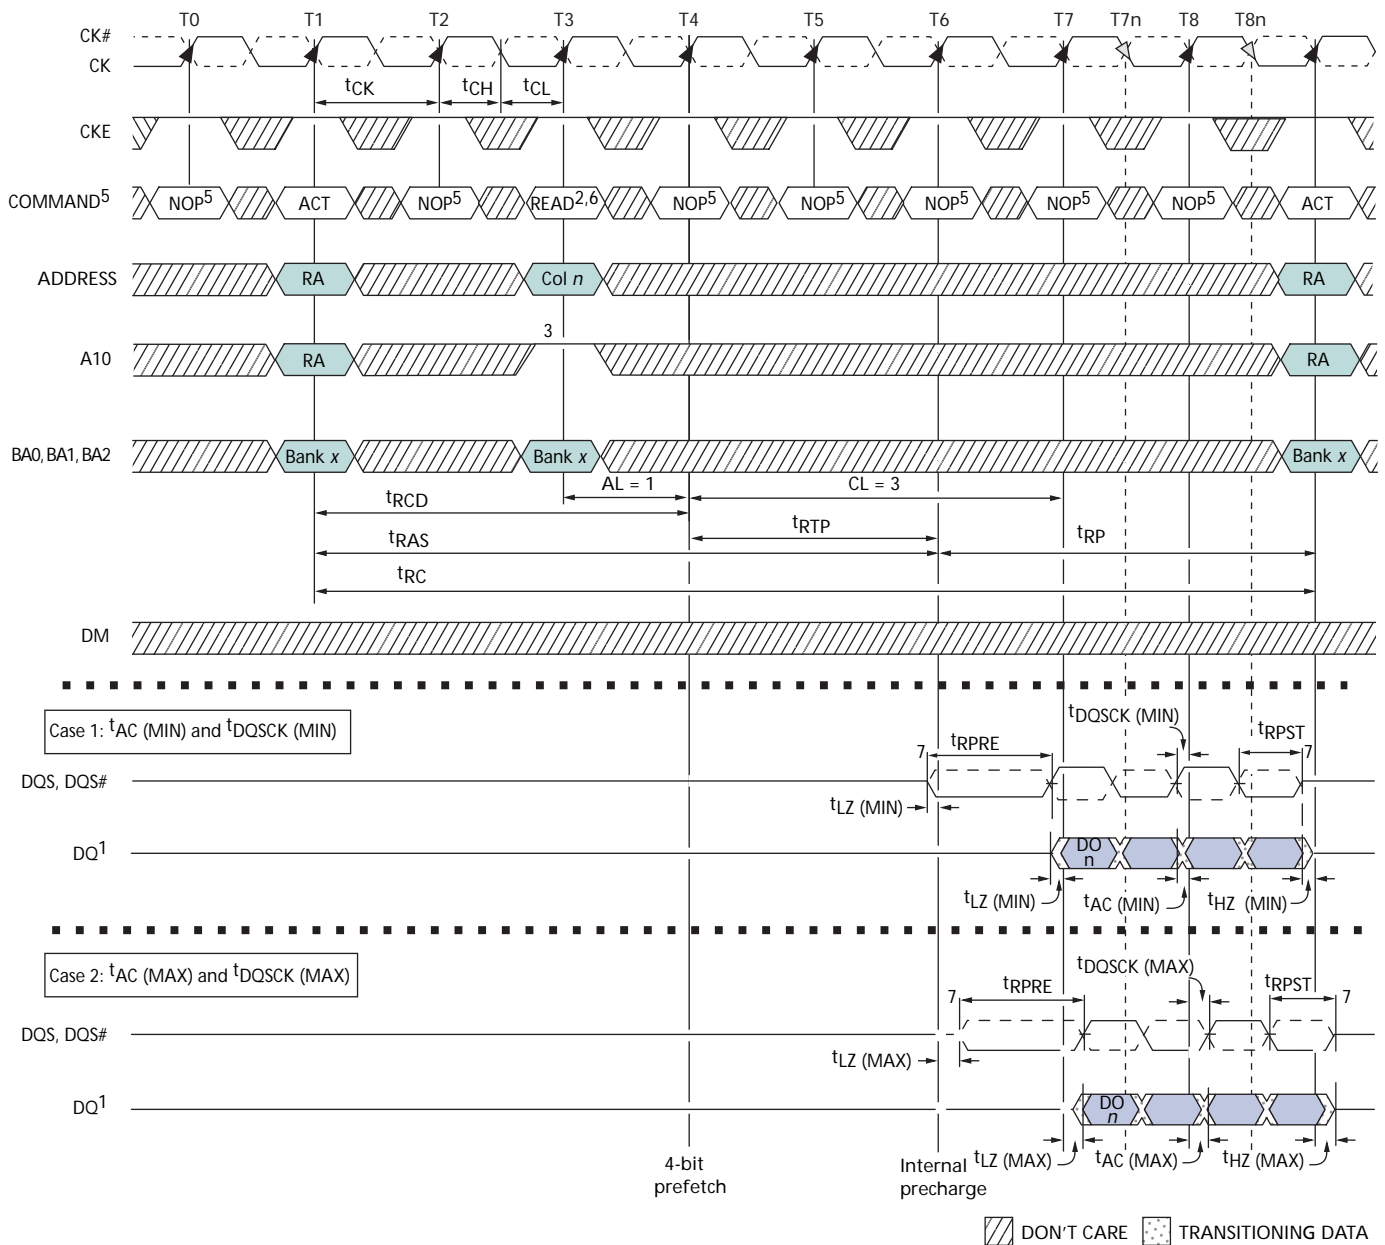 T0 T1 T2 T3 T4 T5 T6 T7 T7n T8 T8n
CK#
CK
tCK tCH tCL
CKE
COMMAND5 NOP5 ACT NOP5 READ2,6 NOP5 NOP5 NOP5 NOP5 NOP5 ACT
ADDRESS RA Col n RA
3
A10 RA RA
BA0, BA1, BA2 Bank x Bank x Bank x
AL = 1 CL = 3
tRCD
tRTP
tRAS tRP
tRC
DM
Case 1: tAC (MIN) and tDQSCK (MIN)
tDQSCK (MIN)
7 tRPRE tRPST 7
DQS, DQS#
tLZ (MIN)
DQ1 DO n
tLZ (MIN) tAC (MIN) tHZ (MIN)
Case 2: tAC (MAX) and tDQSCK (MAX)
tDQSCK (MAX)
7 tRPRE tRPST 7
DQS, DQS#
tLZ (MAX)
DQ1 DO n
tLZ (MAX) tAC (MAX) tHZ (MAX)
4-bit
prefetch
Internal
precharge
DON'T CARE TRANSITIONING DATA